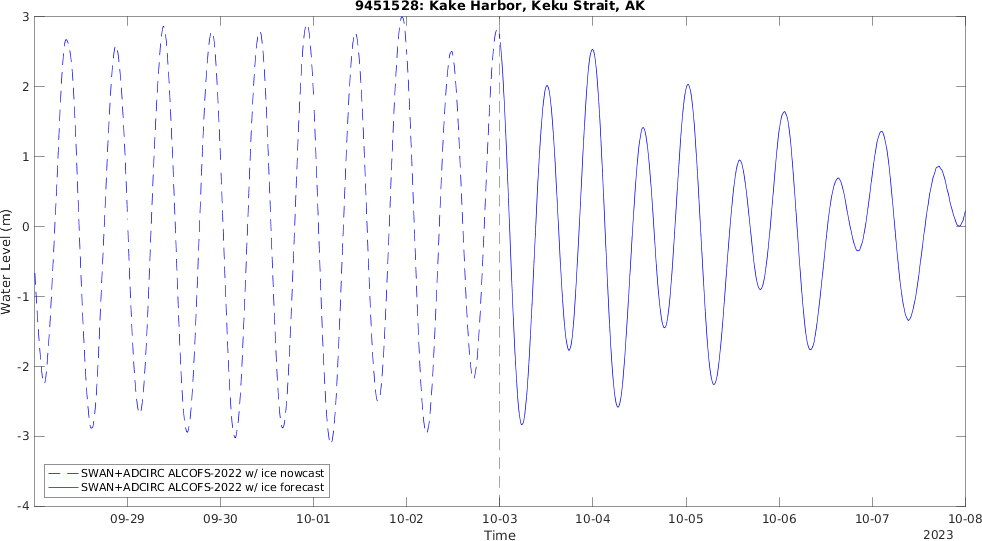 9451528: Kake Harbor, Keku Strait, AK
3
2
1
0
-1
-2
-3
-4
Water Level (m)
SWAN+ADCIRC ALCOFS-2022 w/ ice nowcast
SWAN+ADCIRC ALCOFS-2022 w/ ice forecast
09-29 09-30 10-01 10-02 10-03 10-04 10-05 10-06 10-07 10-08
Time
2023